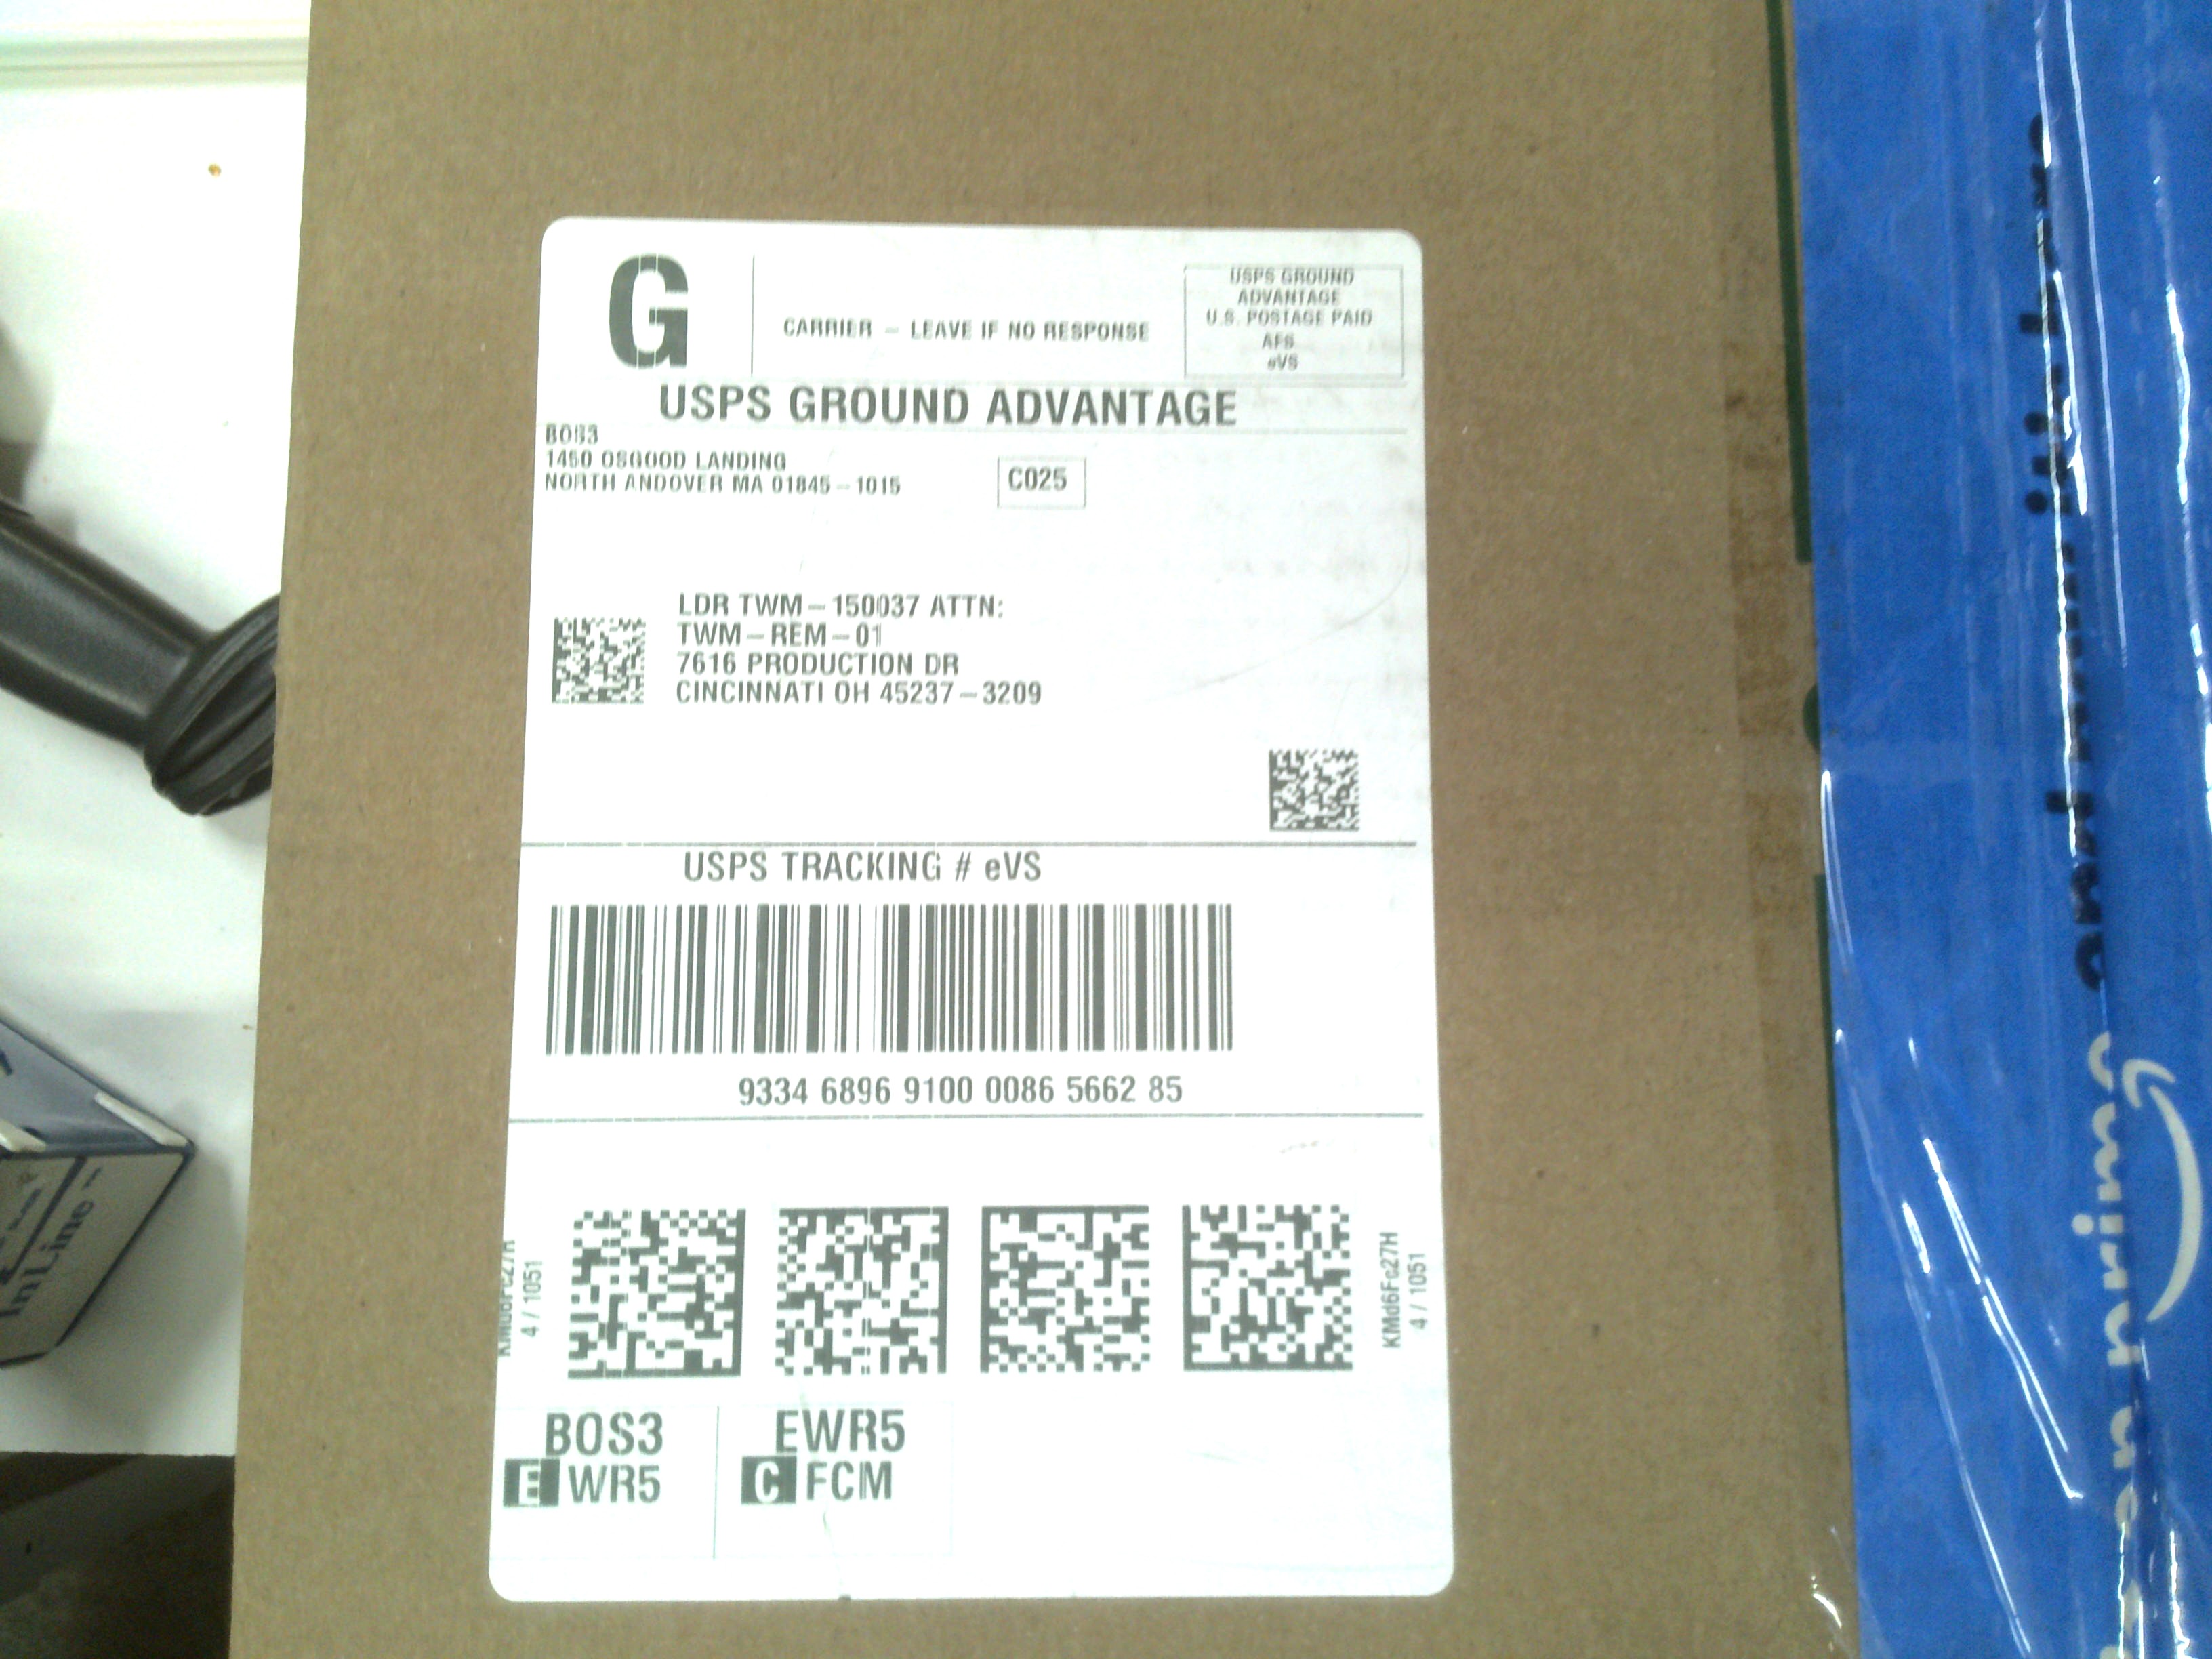 G
CARRIER – LEAVE IF NO RESPONSE
USPS GROUND
ADVANTAGE
U.S. POSTAGE PAID
AFS
eVS
USPS GROUND ADVANTAGE
BOS3
1450 OSGOOD LANDING
NORTH ANDOVER MA 01845–1015
C025
LDR TWM–150037 ATTN:
TWM–REM–01
7616 PRODUCTION DR
CINCINNATI OH 45237–3209
USPS TRACKING # eVS
9334 6896 9100 0086 5662 85
4 / 1051
KMd6Fc27H
4 / 1051
BOS3
EWR5
E WR5
C FCM
InLine
prime